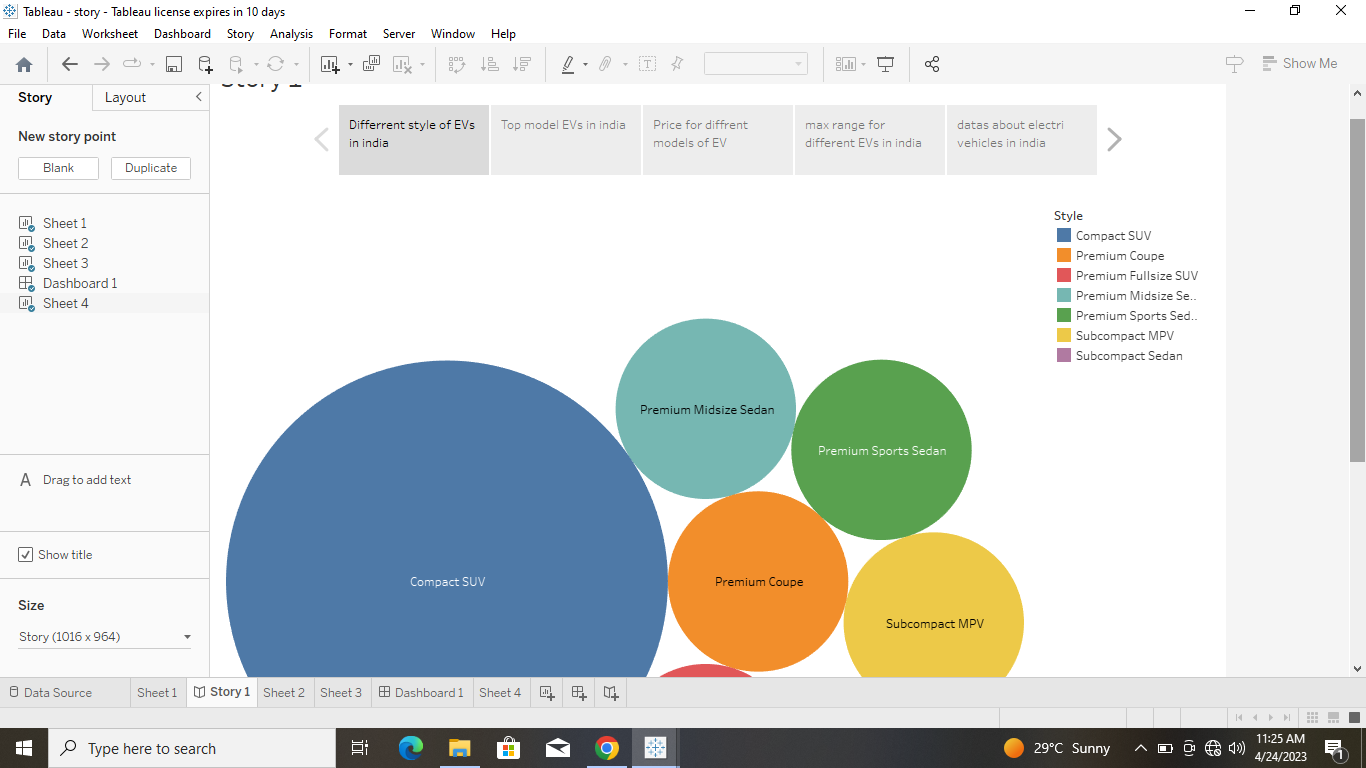 Tableau - story - Tableau license expires in 10 days
File Data Worksheet Dashboard Story Analysis Format Server Window Help
Show Me
Story Layout
Story 1
New story point
Blank Duplicate
Sheet 1
Sheet 2
Sheet 3
Dashboard 1
Sheet 4
A Drag to add text
Show title
Size
Story (1016 x 964)
Differrent style of EVs
in india
Top model EVs in india
Price for diffrent
models of EV
max range for
different EVs in india
datas about electri
vehicles in india
Style
Compact SUV
Premium Coupe
Premium Fullsize SUV
Premium Midsize Se..
Premium Sports Sed..
Subcompact MPV
Subcompact Sedan
Premium Midsize Sedan
Premium Sports Sedan
Compact SUV
Premium Coupe
Subcompact MPV
Data Source Sheet 1 Story 1 Sheet 2 Sheet 3 Dashboard 1 Sheet 4
Type here to search
29°C Sunny
11:25 AM
4/24/2023
1